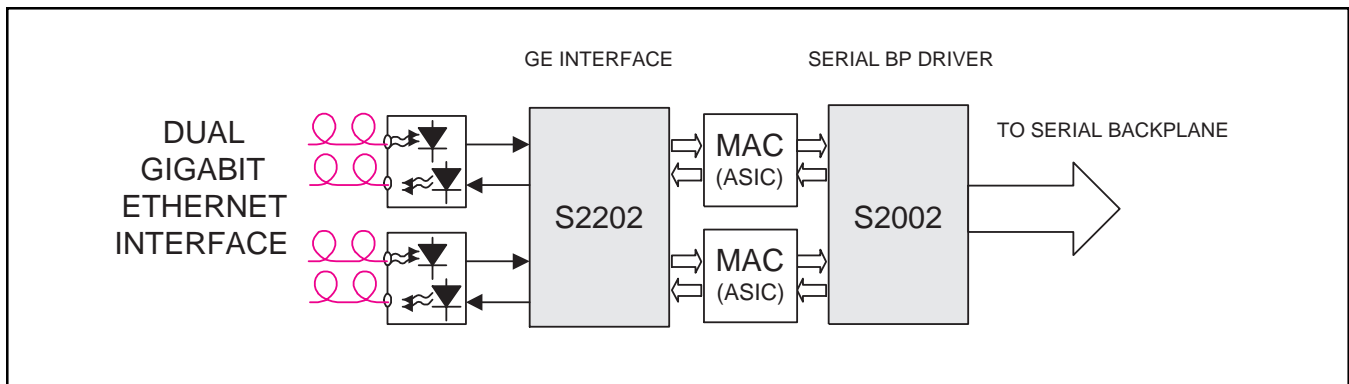 GE INTERFACE
SERIAL BP DRIVER
DUAL
GIGABIT
ETHERNET
INTERFACE
S2202
MAC
(ASIC)
MAC
(ASIC)
S2002
TO SERIAL BACKPLANE